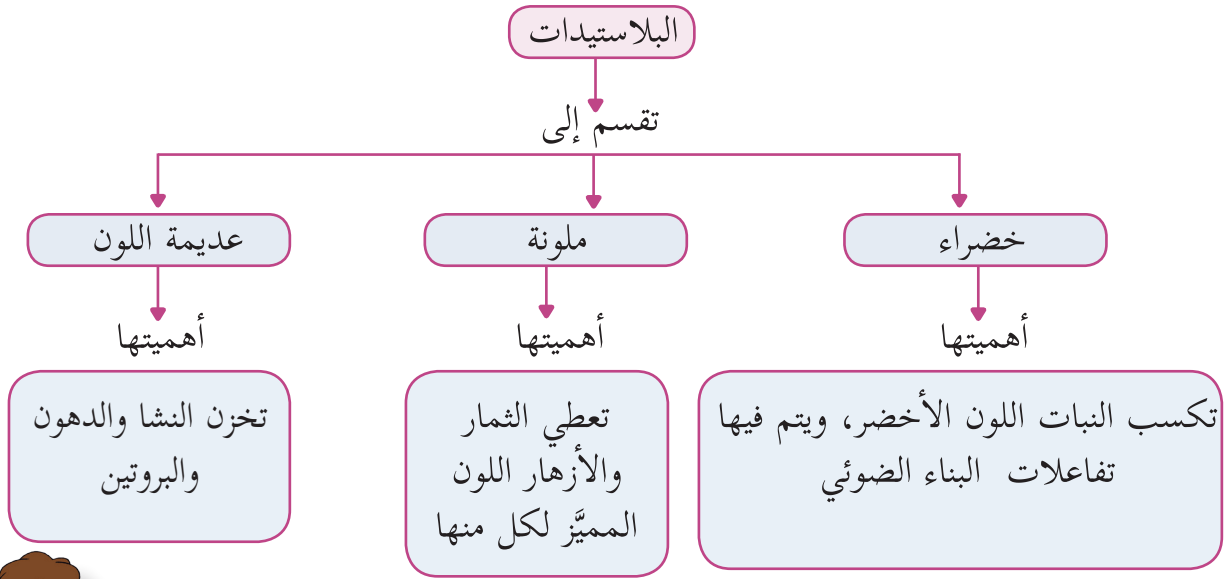 البلاستيدات
تقسم إلى
خضراء
ملونة
عديمة اللون
أهميتها
أهميتها
أهميتها
تكسب النبات اللون الأخضر، ويتم فيها
تفاعلات البناء الضوئي
تعطي الثمار
والأزهار اللون
المميَّز لكل منها
تخزن النشا والدهون
والبروتين